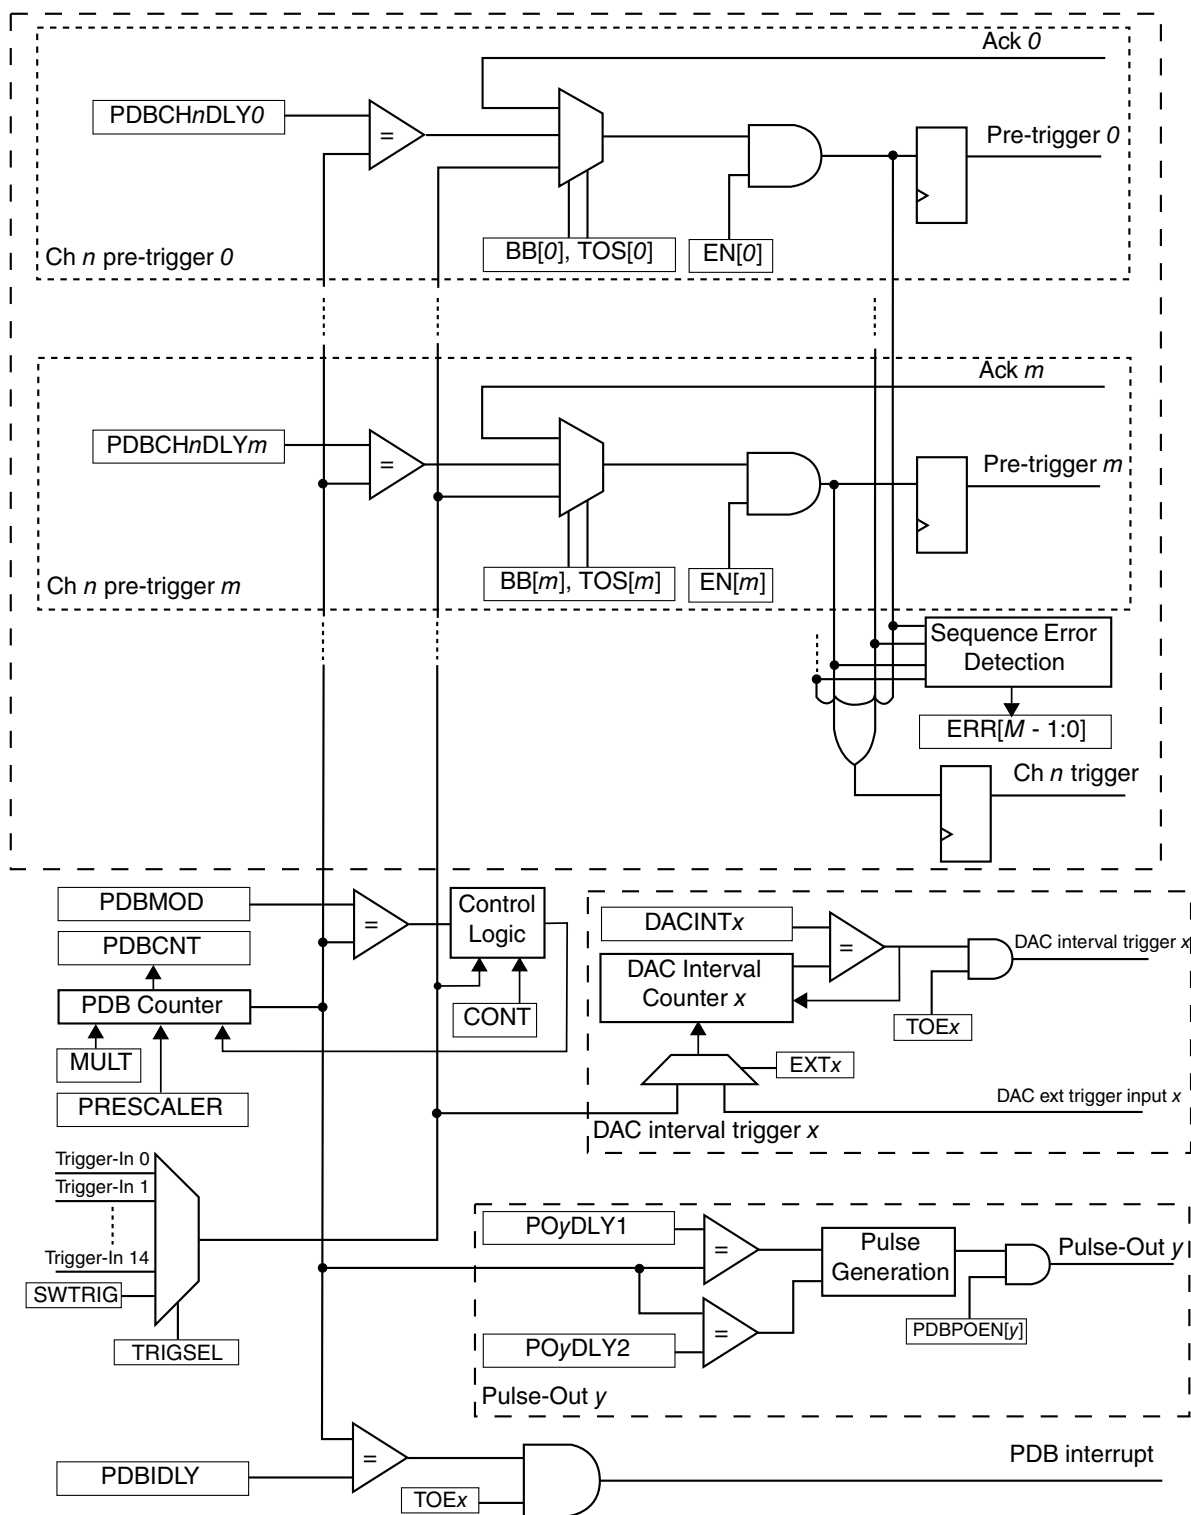 Ack 0
PDBCHnDLY0
=
Pre-trigger 0
BB[0], TOS[0]
EN[0]
Ch n pre-trigger 0
Ack m
PDBCHnDLYm
=
Pre-trigger m
BB[m], TOS[m]
EN[m]
Ch n pre-trigger m
Sequence Error
Detection
ERR[M - 1:0]
Ch n trigger
PDBMOD
=
Control
Logic
PDBCNT
PDB Counter
CONT
MULT
PRESCALER
DACINTx
=
DAC interval trigger x
DAC Interval
Counter x
TOEx
EXTx
DAC ext trigger input x
DAC interval trigger x
Trigger-In 0
Trigger-In 1
Trigger-In 14
SWTRIG
TRIGSEL
POyDLY1
=
Pulse
Generation
Pulse-Out y
=
PDBPOEN[y]
POyDLY2
Pulse-Out y
=
PDBIDLY
TOEx
PDB interrupt